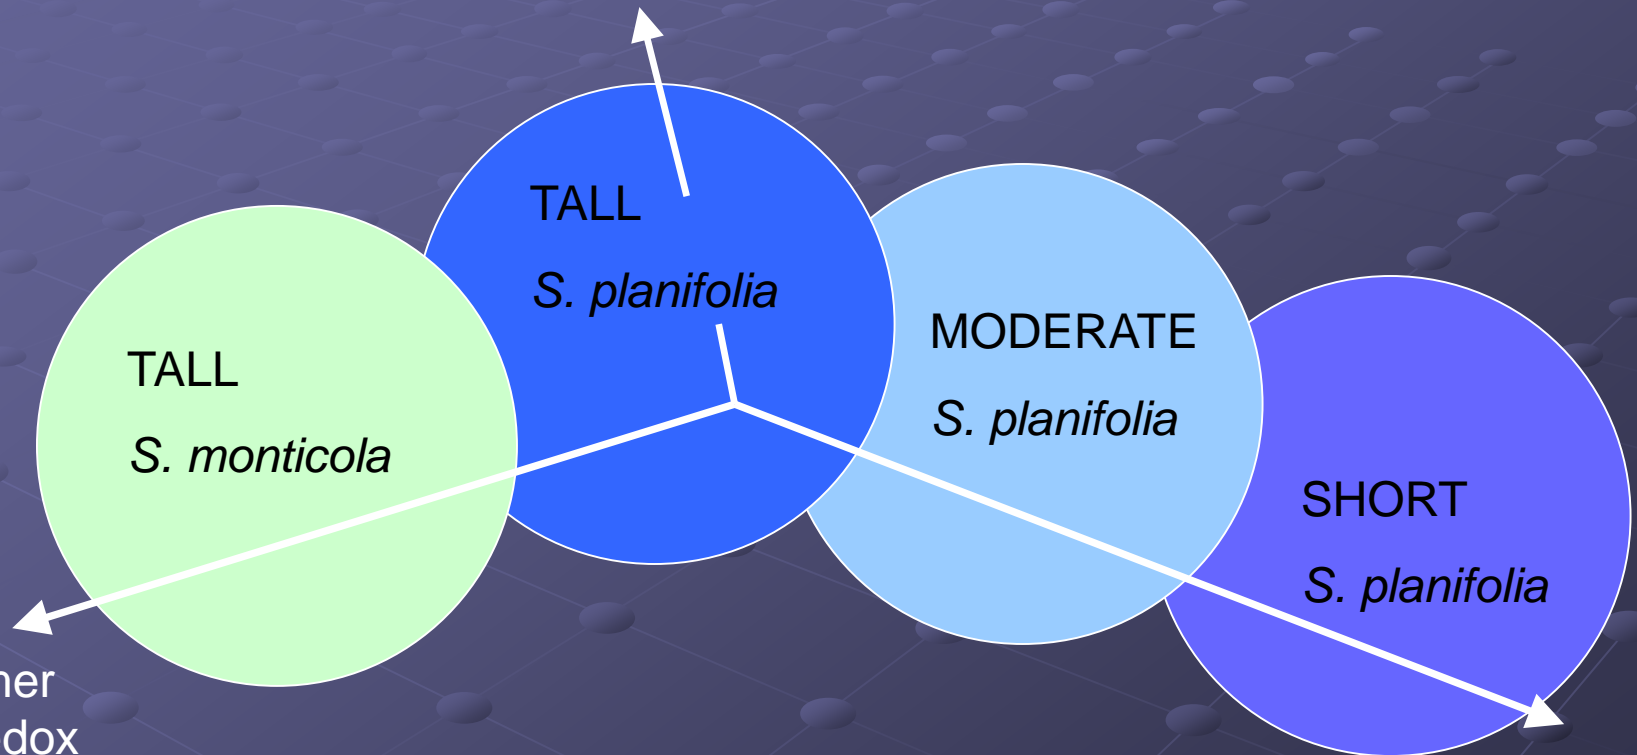 TALL
S. planifolia
TALL
S. monticola
MODERATE
S. planifolia
SHORT
S. planifolia